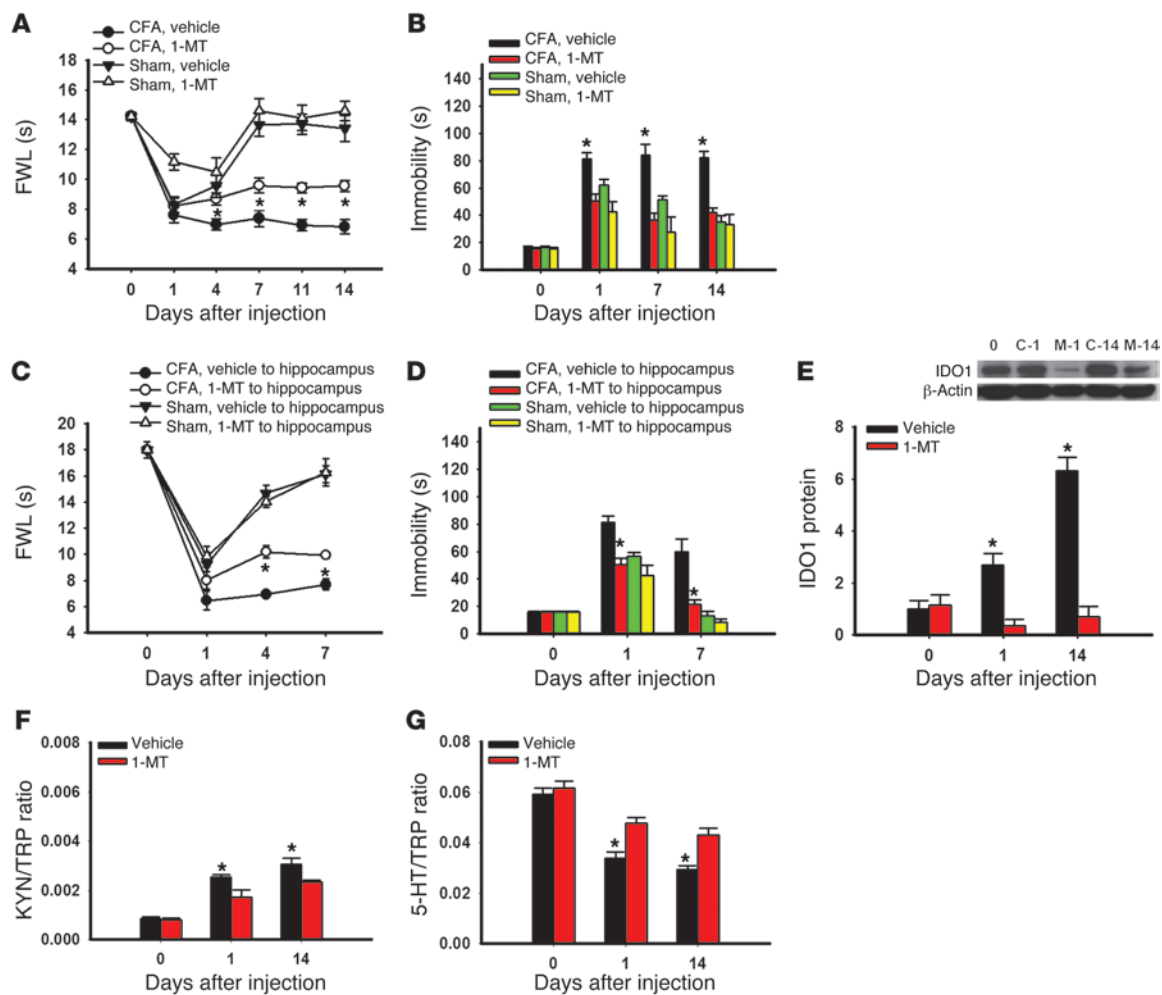 A
CFA, vehicle
CFA, 1-MT
Sham, vehicle
Sham, 1-MT
FWL (s)
18
16
14
12
10
8
6
4
* * * * *
0 1 4 7 11 14
Days after injection
B
CFA, vehicle
CFA, 1-MT
Sham, vehicle
Sham, 1-MT
Immobility (s)
140
100
80
60
40
20
0
* * *
0 1 7 14
Days after injection
C
CFA, vehicle to hippocampus
CFA, 1-MT to hippocampus
Sham, vehicle to hippocampus
Sham, 1-MT to hippocampus
FWL (s)
18
16
14
12
10
8
6
4
* *
0 1 4 7
Days after injection
D
CFA, vehicle to hippocampus
CFA, 1-MT to hippocampus
Sham, vehicle to hippocampus
Sham, 1-MT to hippocampus
Immobility (s)
140
100
80
60
40
20
0
* *
0 1 7
Days after injection
E
0 C-1 M-1 C-14 M-14
IDO1
β-Actin
Vehicle
1-MT
IDO1 protein
8
6
4
2
0
* *
0 1 14
Days after injection
F
Vehicle
1-MT
KYN/TRP ratio
0.008
0.006
0.004
0.002
0.000
* *
0 1 14
Days after injection
G
Vehicle
1-MT
5-HT/TRP ratio
0.08
0.06
0.04
0.02
0.00
* *
0 1 14
Days after injection